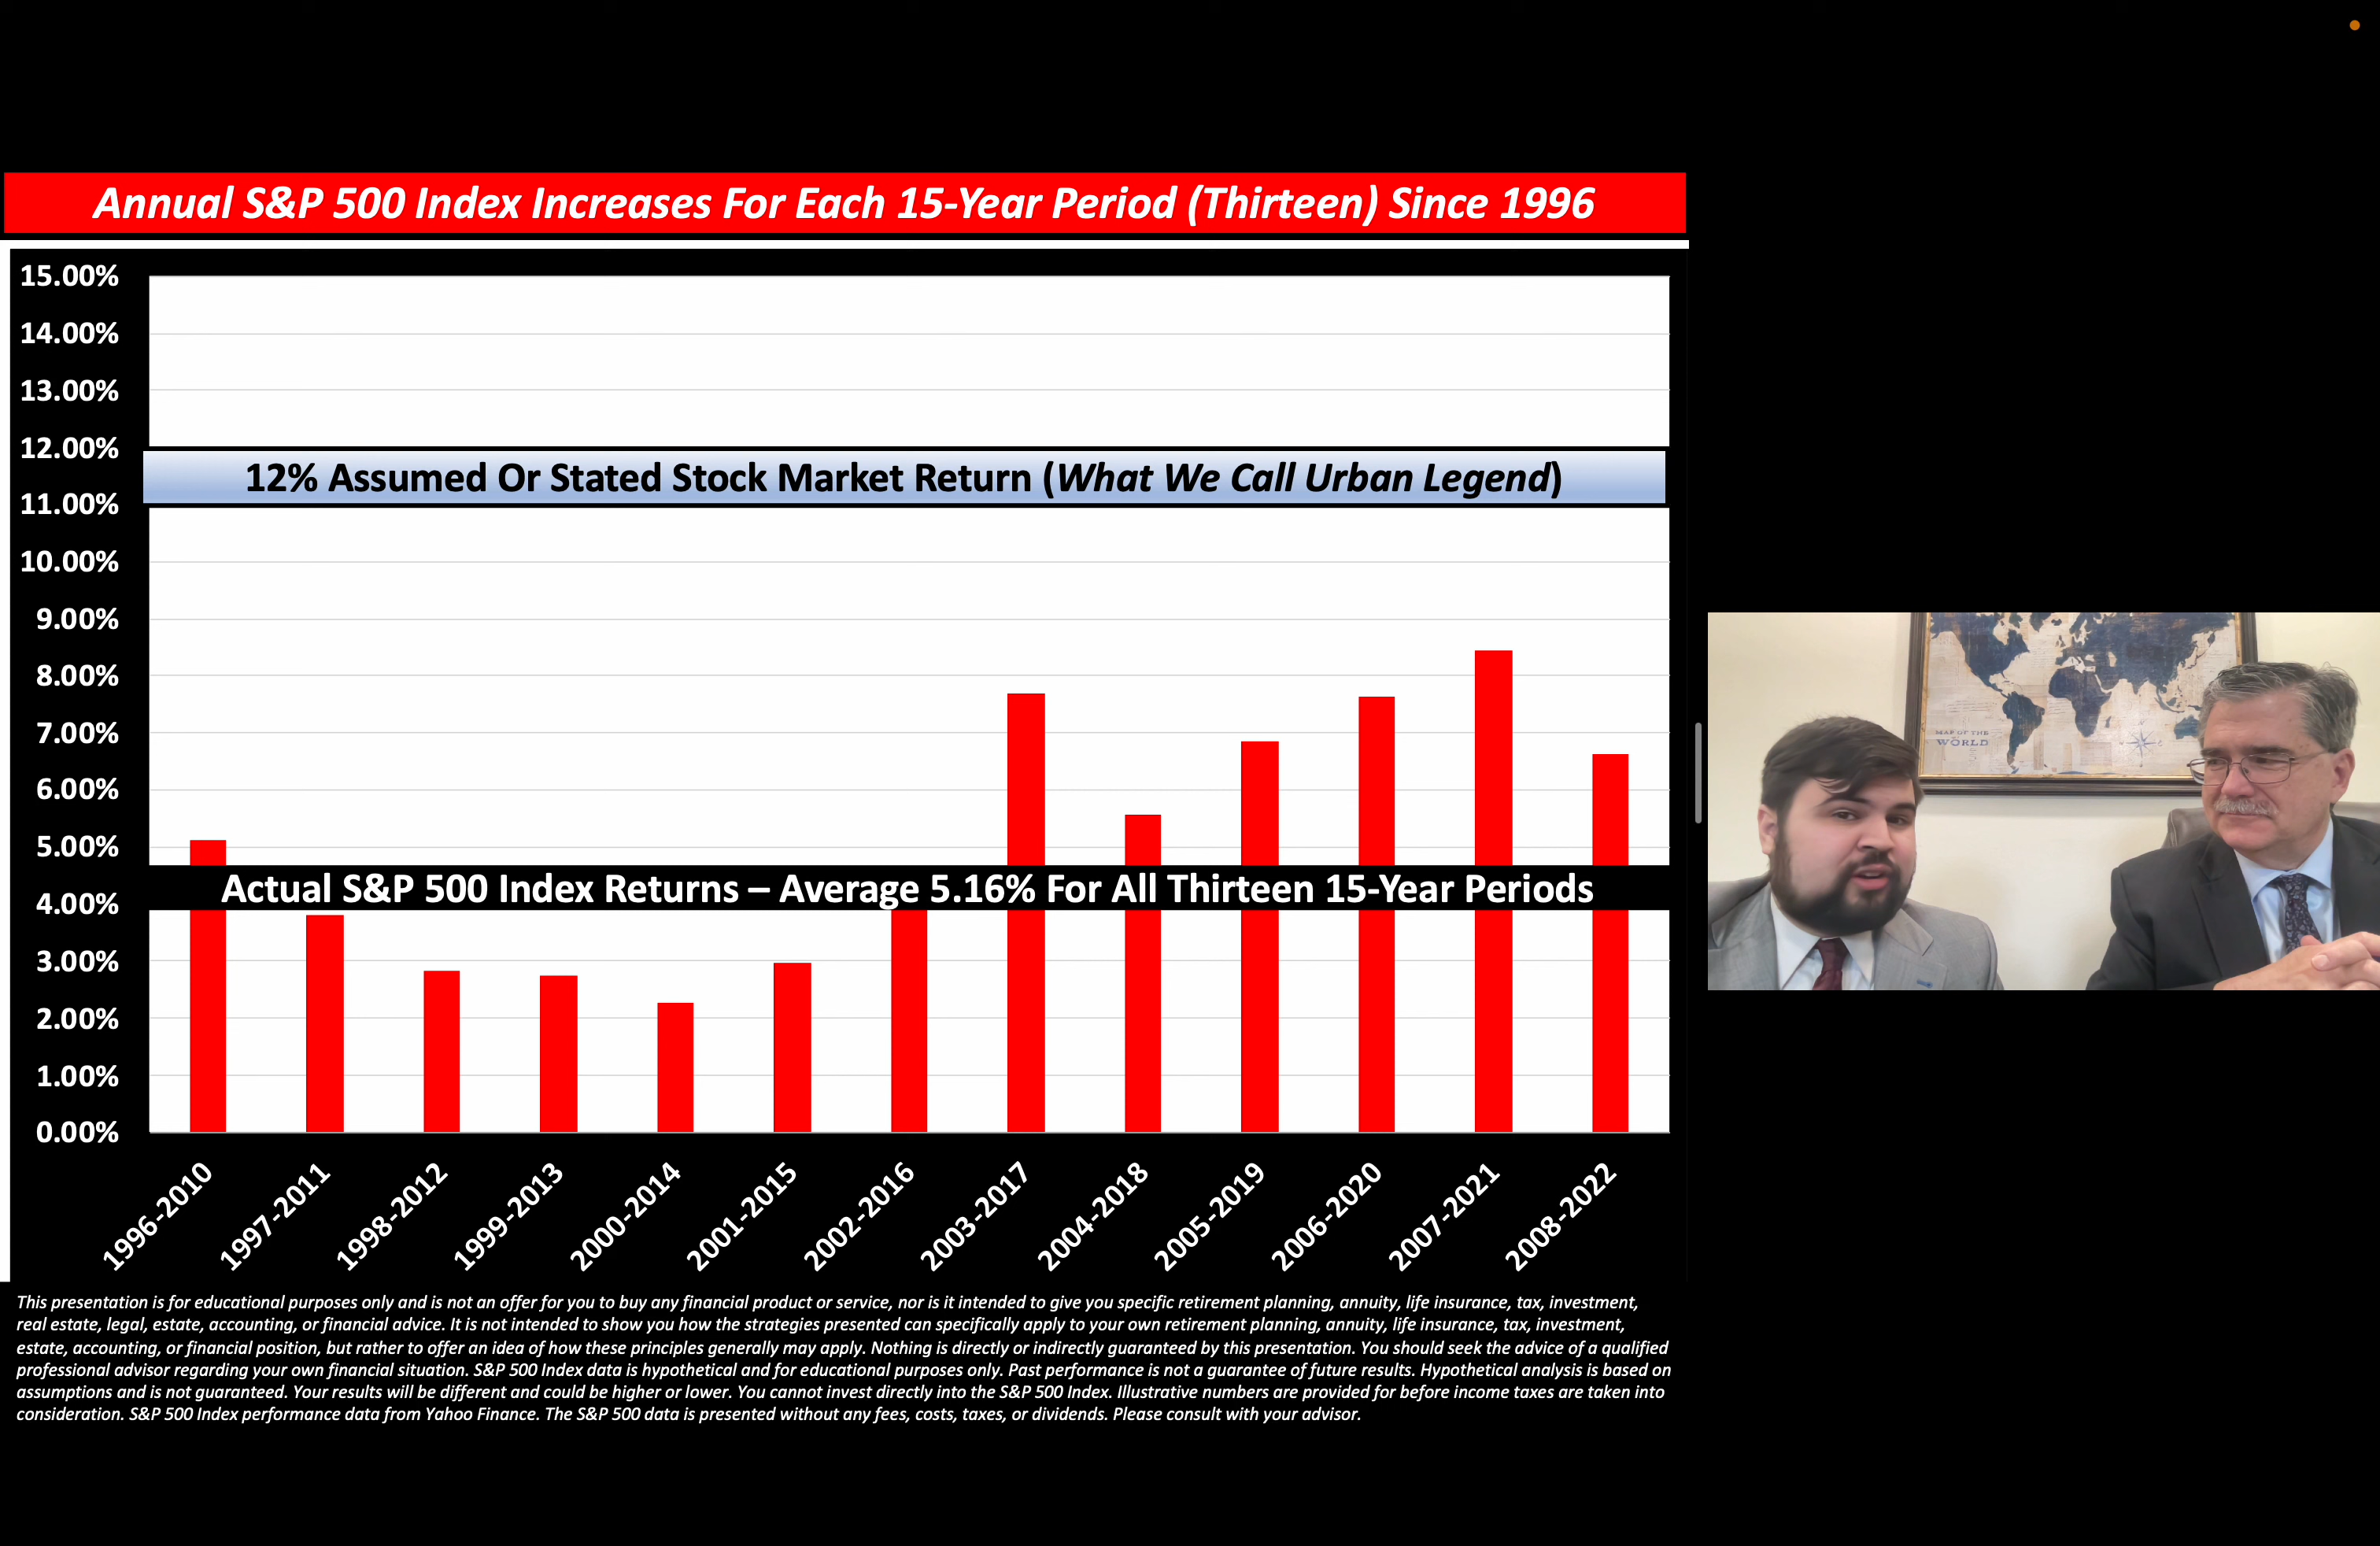 Annual S&P 500 Index Increases For Each 15-Year Period (Thirteen) Since 1996
15.00%
14.00%
13.00%
12.00%
12% Assumed Or Stated Stock Market Return (What We Call Urban Legend)
11.00%
10.00%
9.00%
8.00%
7.00%
6.00%
5.00%
Actual S&P 500 Index Returns – Average 5.16% For All Thirteen 15-Year Periods
4.00%
3.00%
2.00%
1.00%
0.00%
1996-2010
1997-2011
1998-2012
1999-2013
2000-2014
2001-2015
2002-2016
2003-2017
2004-2018
2005-2019
2006-2020
2007-2021
2008-2022
This presentation is for educational purposes only and is not an offer for you to buy any financial product or service, nor is it intended to give you specific retirement planning, annuity, life insurance, tax, investment,
real estate, legal, estate, accounting, or financial advice. It is not intended to show you how the strategies presented can specifically apply to your own retirement planning, annuity, life insurance, tax, investment,
estate, accounting, or financial position, but rather to offer an idea of how these principles generally may apply. Nothing is directly or indirectly guaranteed by this presentation. You should seek the advice of a qualified
professional advisor regarding your own financial situation. S&P 500 Index data is hypothetical and for educational purposes only. Past performance is not a guarantee of future results. Hypothetical analysis is based on
assumptions and is not guaranteed. Your results will be different and could be higher or lower. You cannot invest directly into the S&P 500 Index. Illustrative numbers are provided for before income taxes are taken into
consideration. S&P 500 Index performance data from Yahoo Finance. The S&P 500 data is presented without any fees, costs, taxes, or dividends. Please consult with your advisor.
MAP OF THE
WORLD